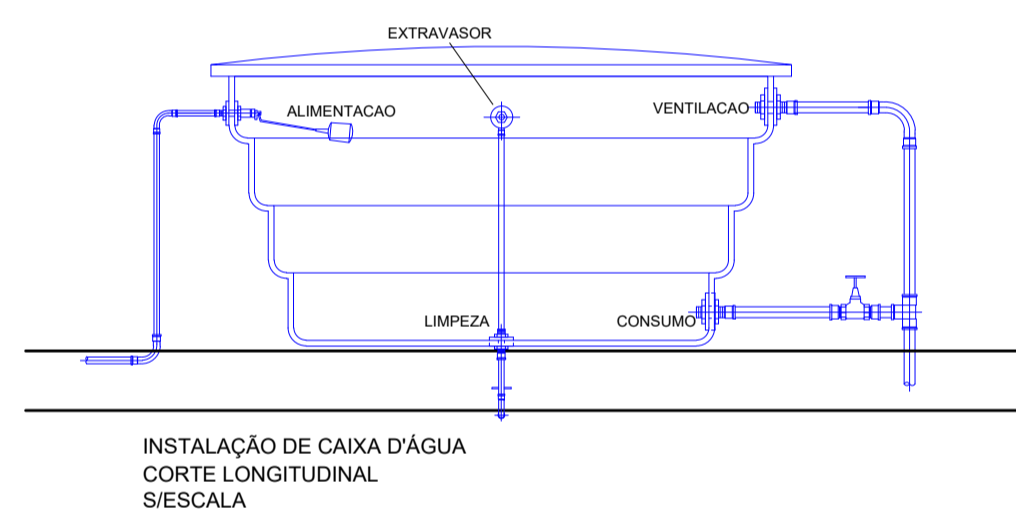 EXTRAVASOR
ALIMENTACAO
VENTILACAO
LIMPEZA
CONSUMO
INSTALAÇÃO DE CAIXA D'ÁGUA
CORTE LONGITUDINAL
S/ESCALA